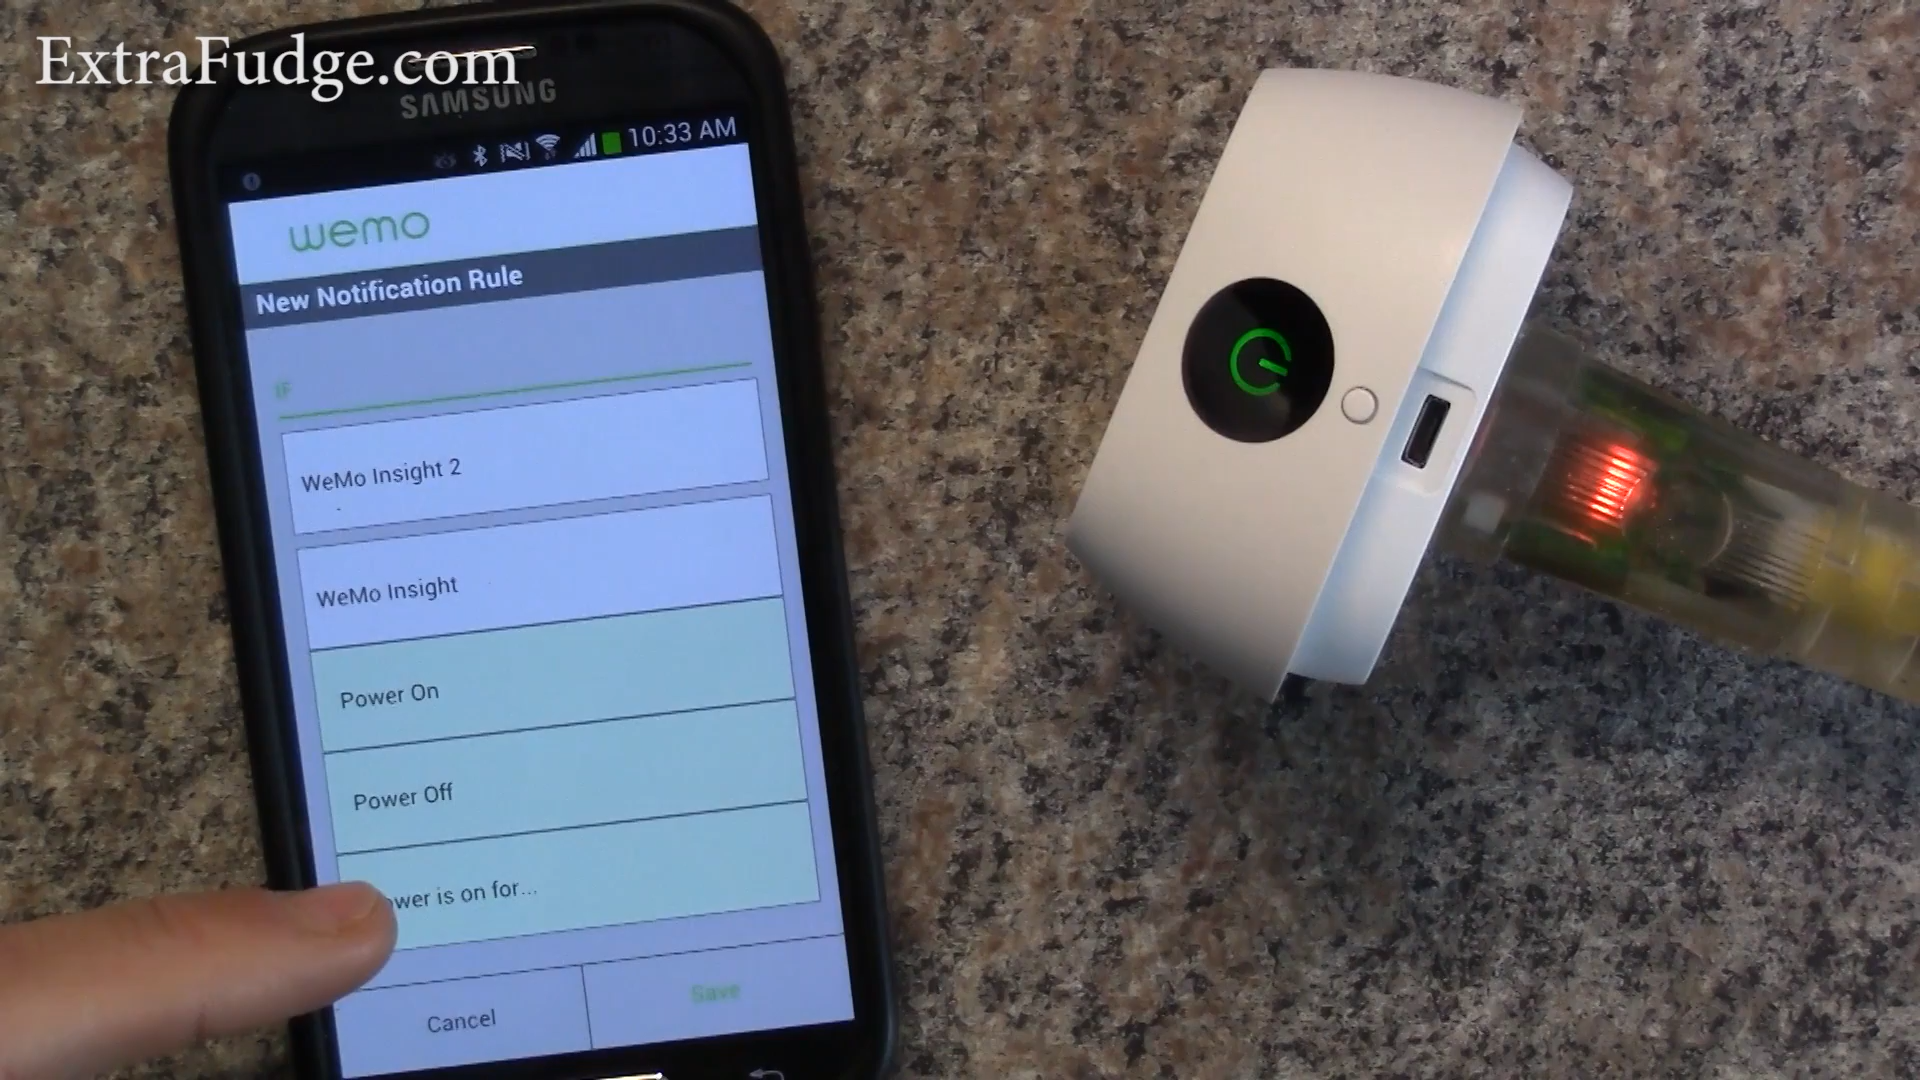 ExtraFudge.com
SAMSUNG
10:33 AM
wemo
New Notification Rule
IF
WeMo Insight 2
WeMo Insight
Power On
Power Off
is on for...
Cancel
Save